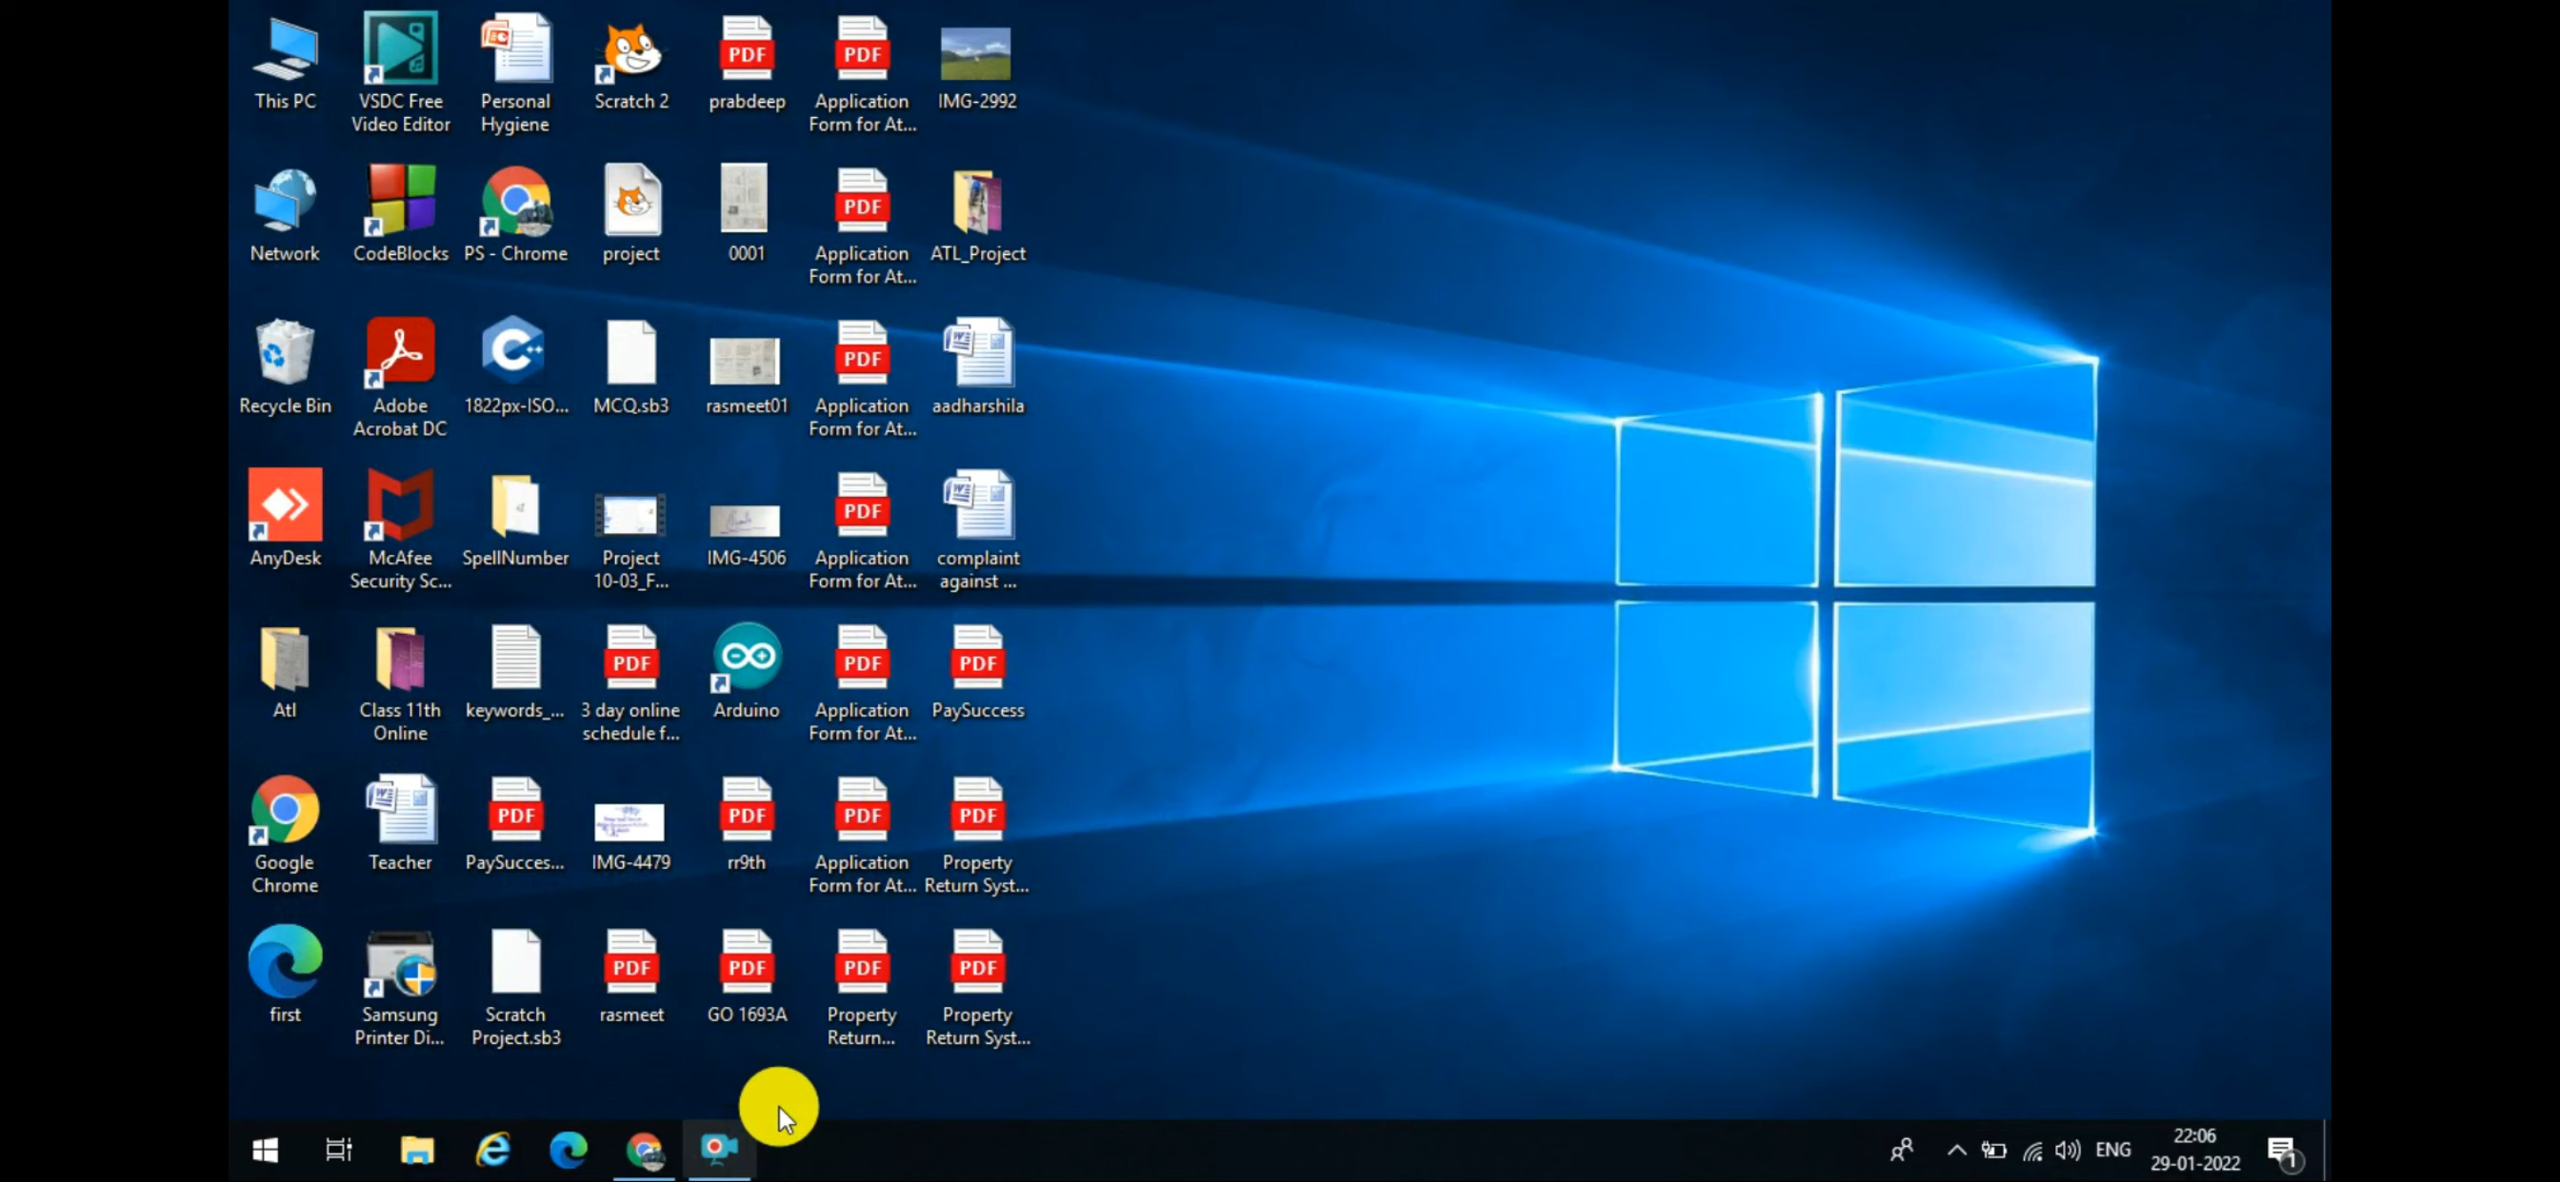 This PC
VSDC Free
Video Editor
Personal
Hygiene
Scratch 2
PDF
prabdeep
PDF
Application
Form for At...
IMG-2992
Network
CodeBlocks
PS - Chrome
project
0001
PDF
Application
Form for At...
ATL_Project
Recycle Bin
Adobe
Acrobat DC
C++
1822px-ISO...
MCQ.sb3
rasmeet01
PDF
Application
Form for At...
aadharshila
AnyDesk
McAfee
Security Sc...
SpellNumber
Project
10-03_F...
IMG-4506
PDF
Application
Form for At...
complaint
against ...
Atl
Class 11th
Online
keywords_...
PDF
3 day online
schedule f...
Arduino
PDF
Application
Form for At...
PDF
PaySuccess
Google
Chrome
Teacher
PDF
PaySucces...
IMG-4479
PDF
rr9th
PDF
Application
Form for At...
PDF
Property
Return Syst...
first
Samsung
Printer Di...
Scratch
Project.sb3
PDF
rasmeet
PDF
GO 1693A
PDF
Property
Return...
PDF
Property
Return Syst...
ENG
22:06
29-01-2022
1